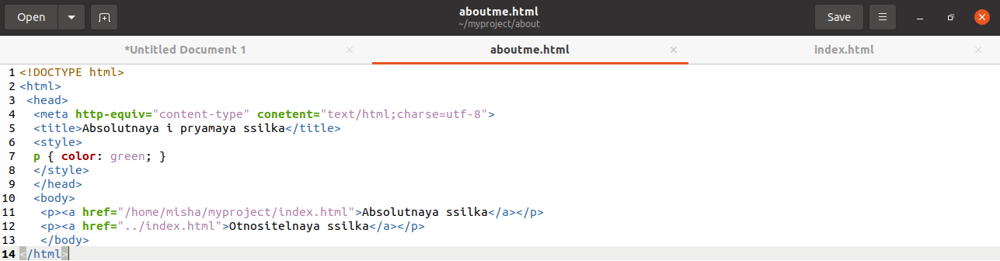 Open
aboutme.html
~/myproject/about
Save
*Untitled Document 1
aboutme.html
index.html
1 <!DOCTYPE html>
2 <html>
3  <head>
4   <meta http-equiv="content-type" conetent="text/html;charse=utf-8">
5   <title>Absolutnaya i pryamaya ssilka</title>
6   <style>
7   p { color: green; }
8   </style>
9   </head>
10   <body>
11    <p><a href="/home/misha/myproject/index.html">Absolutnaya ssilka</a></p>
12    <p><a href="../index.html">Otnositelnaya ssilka</a></p>
13    </body>
14 </html>